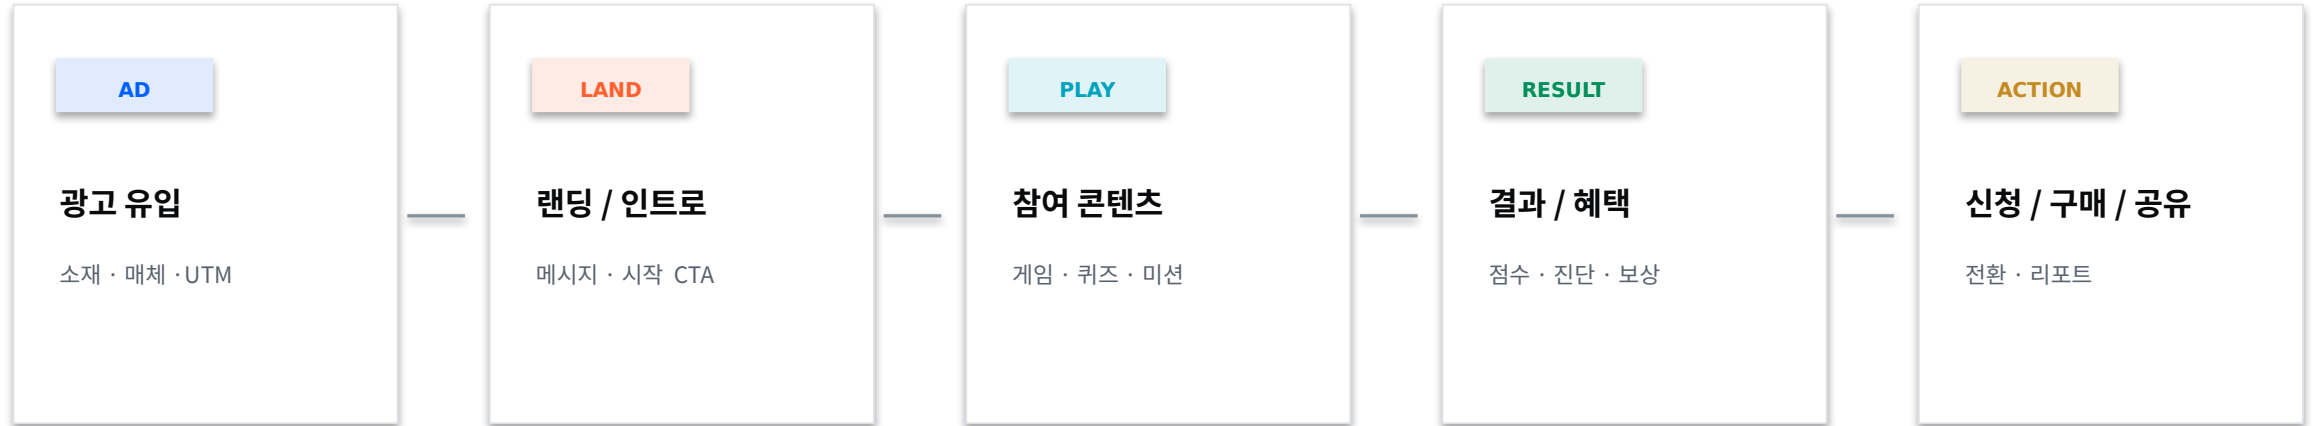 AD
광고 유입
소재 · 매체 ·UTM
LAND
랜딩 / 인트로
메시지 · 시작 CTA
PLAY
참여 콘텐츠
게임 · 퀴즈 · 미션
RESULT
결과 / 혜택
점수 · 진단 · 보상
ACTION
신청 / 구매 / 공유
전환 · 리포트